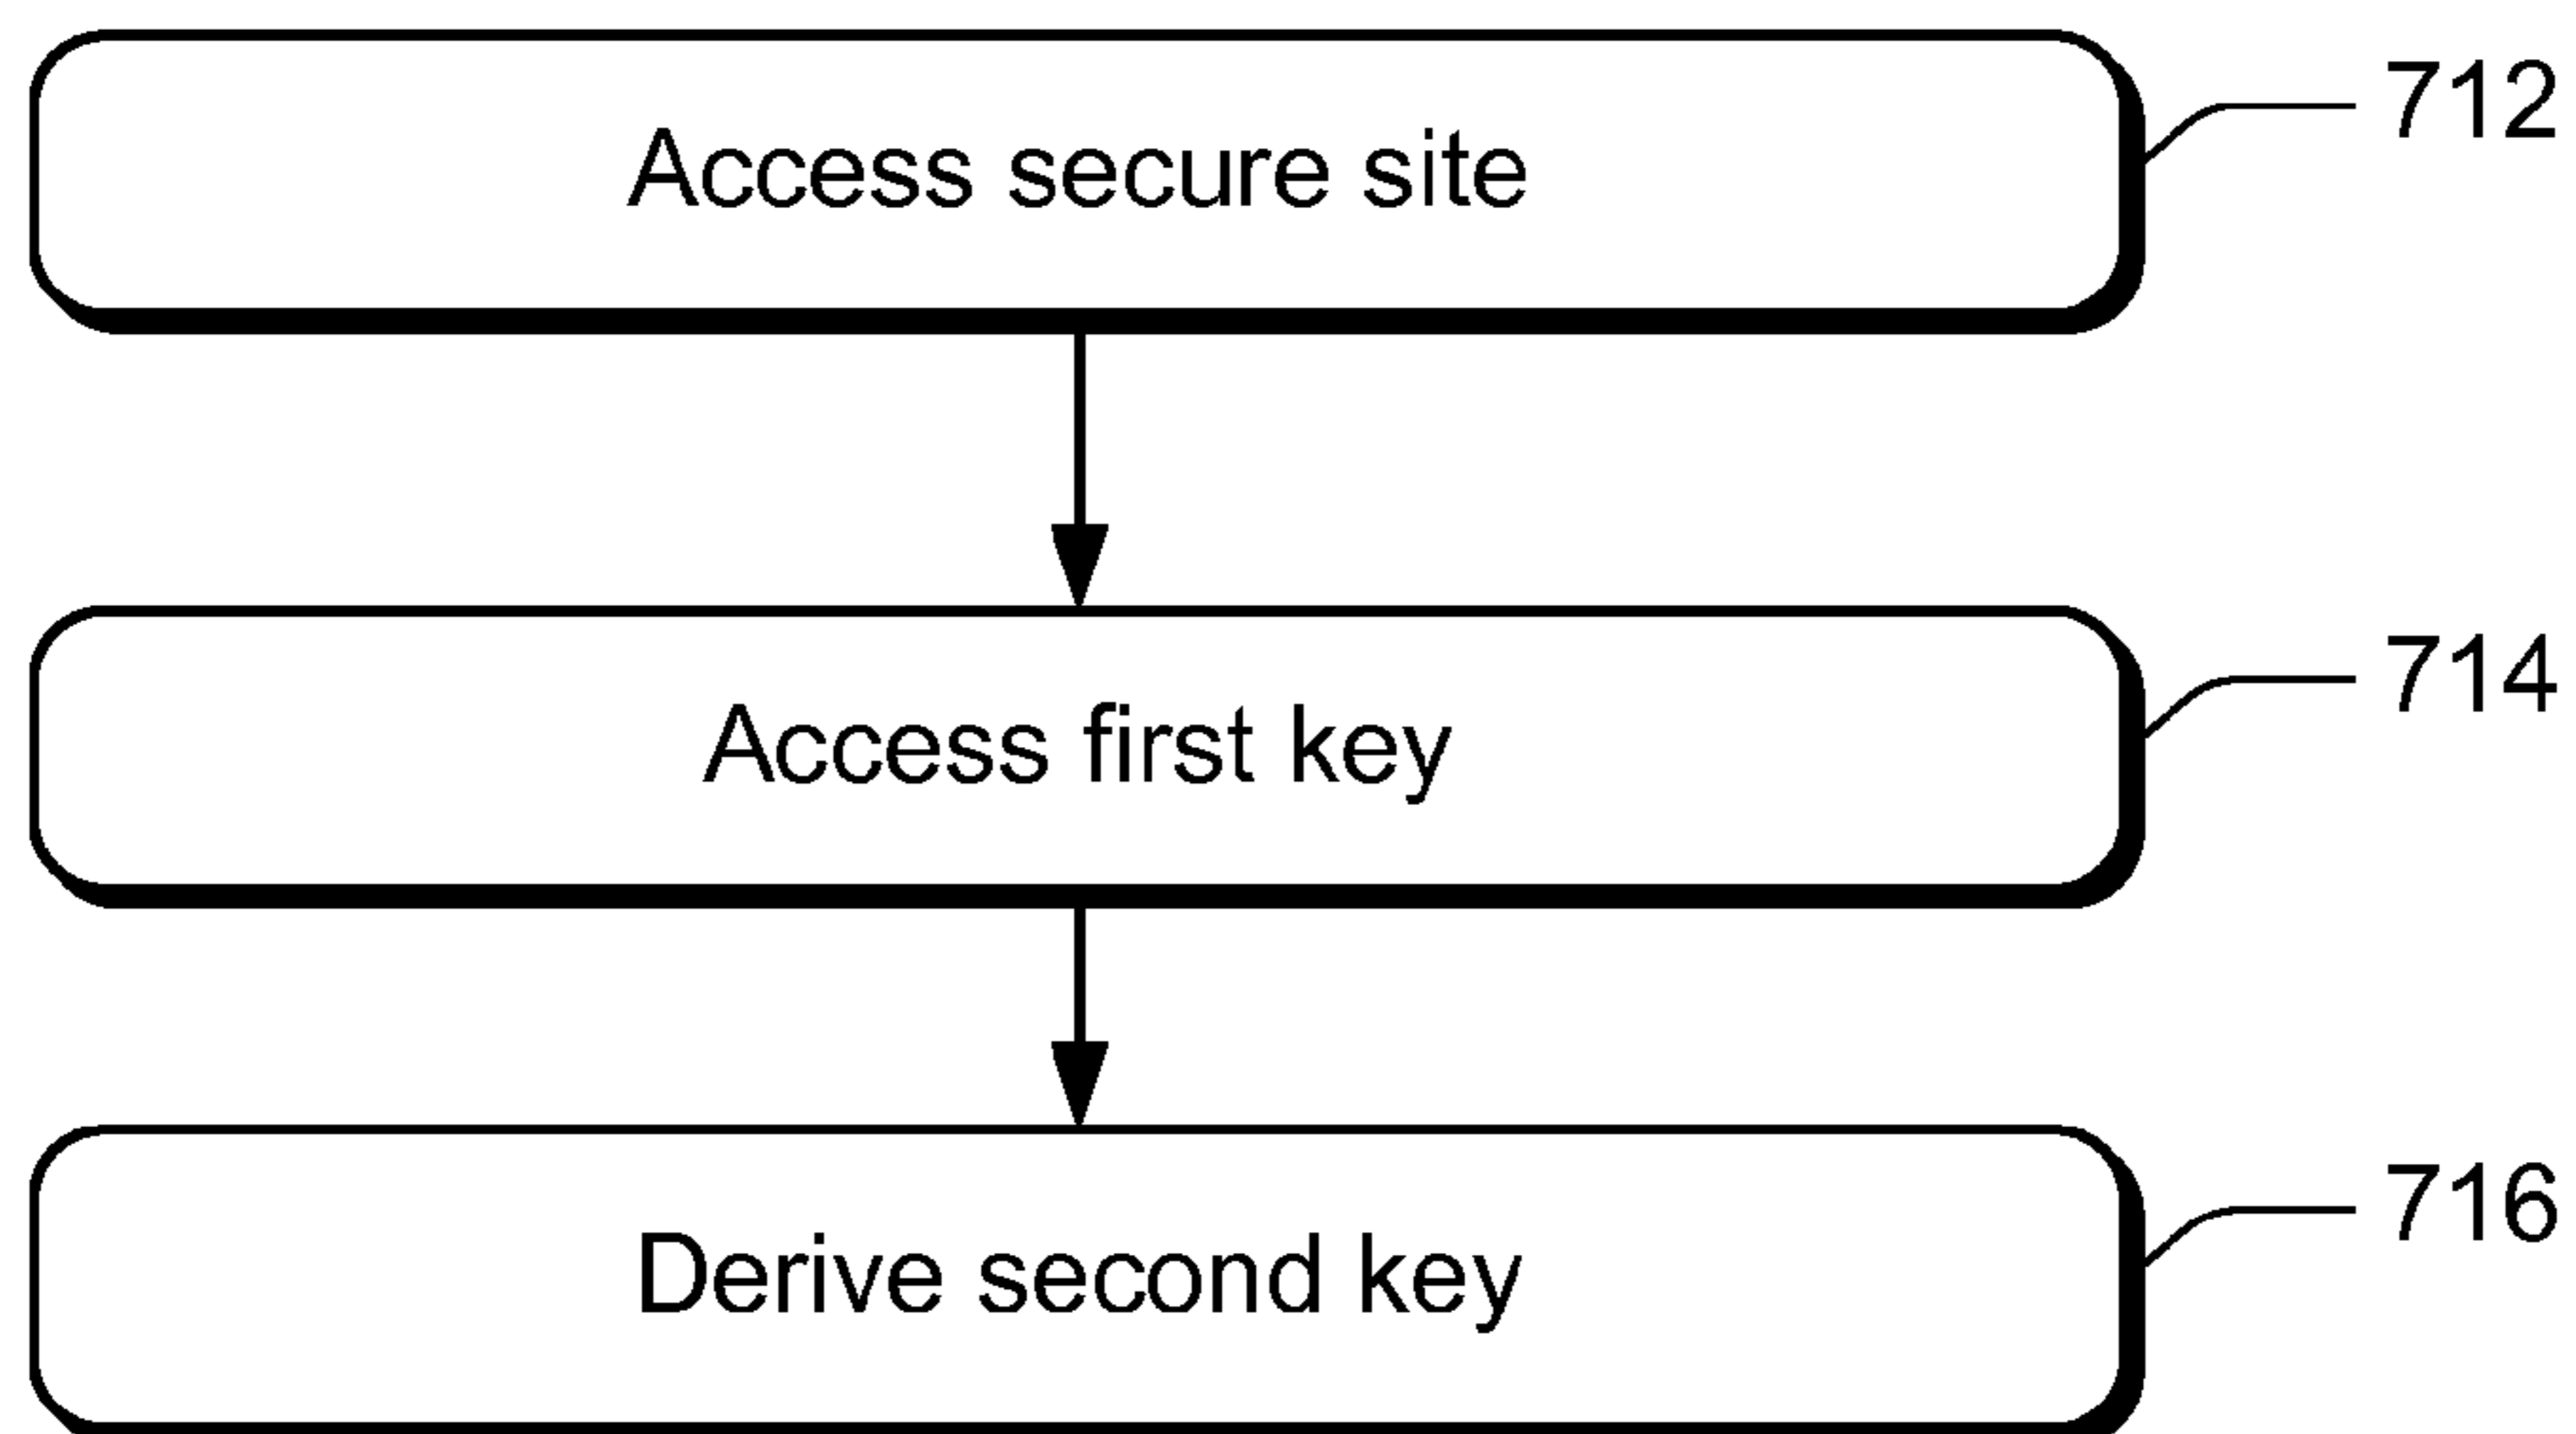 Access secure site
712
Access first key
714
Derive second key
716